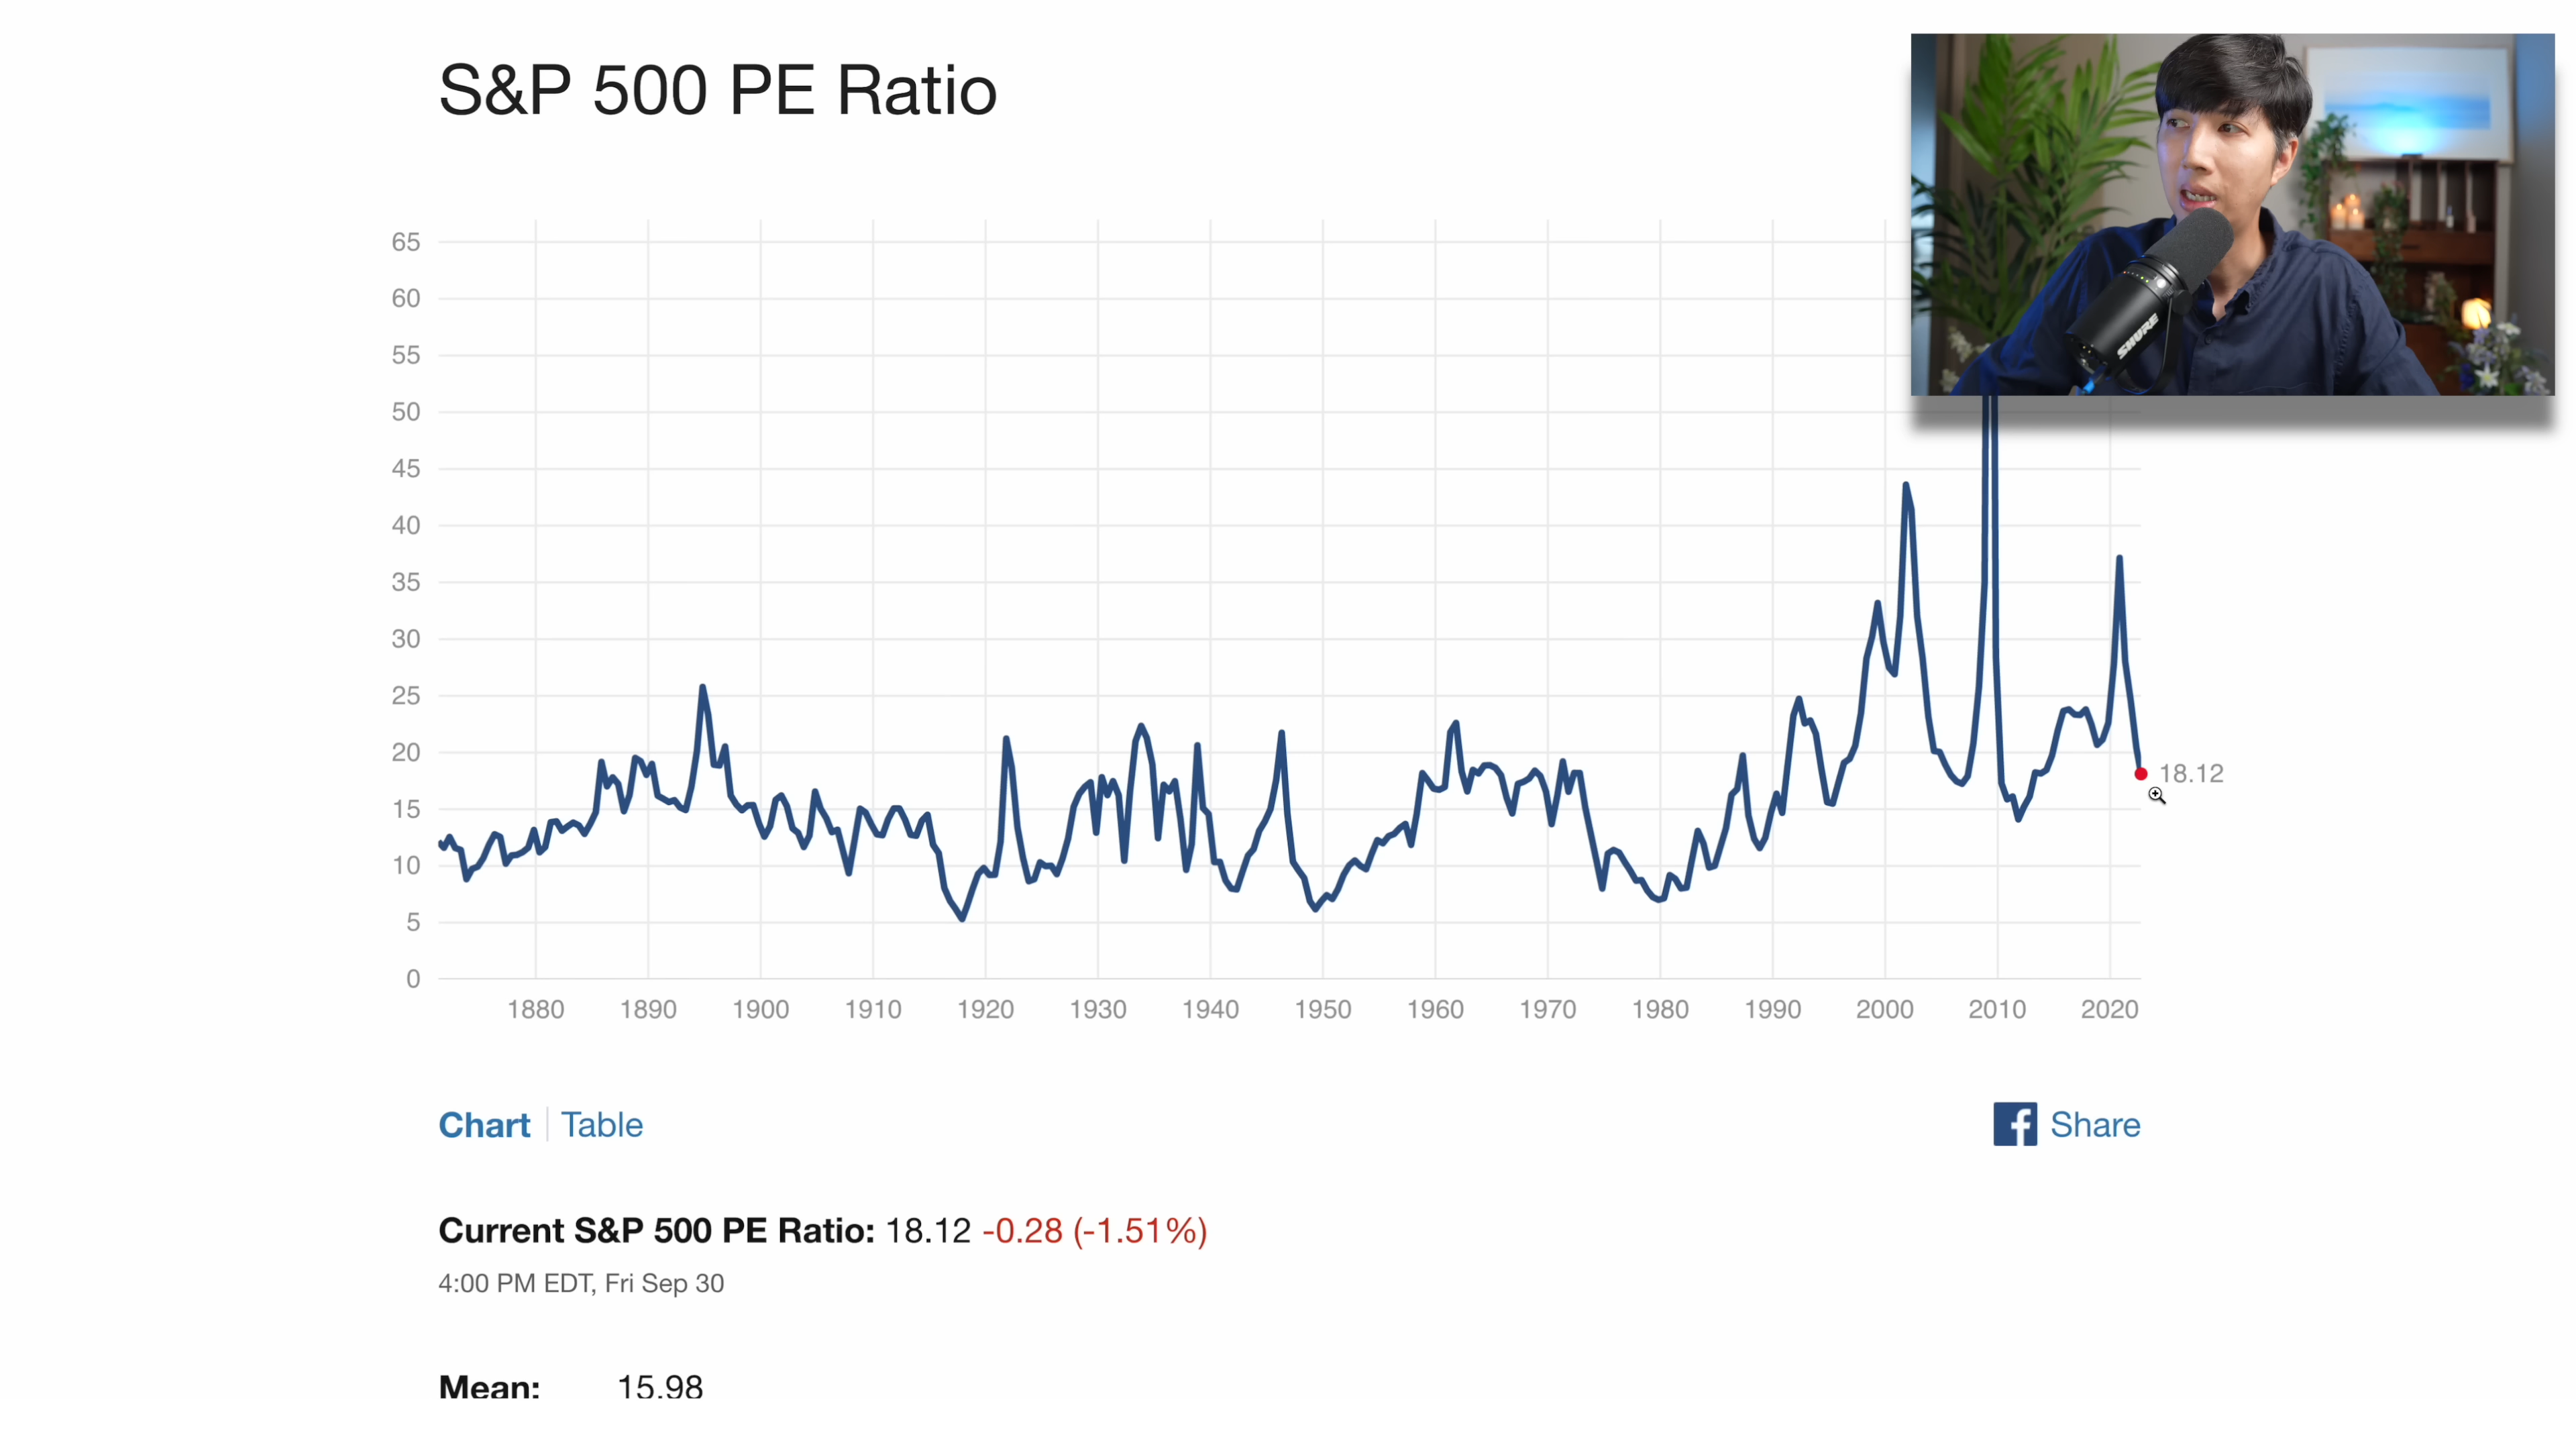 S&P 500 PE Ratio
SHURE
65
60
55
50
45
40
35
30
25
20
15
10
5
0
18.12
1880 1890 1900 1910 1920 1930 1940 1950 1960 1970 1980 1990 2000 2010 2020
Chart Table
f Share
Current S&P 500 PE Ratio: 18.12 -0.28 (-1.51%)
4:00 PM EDT, Fri Sep 30
Mean: 15.98